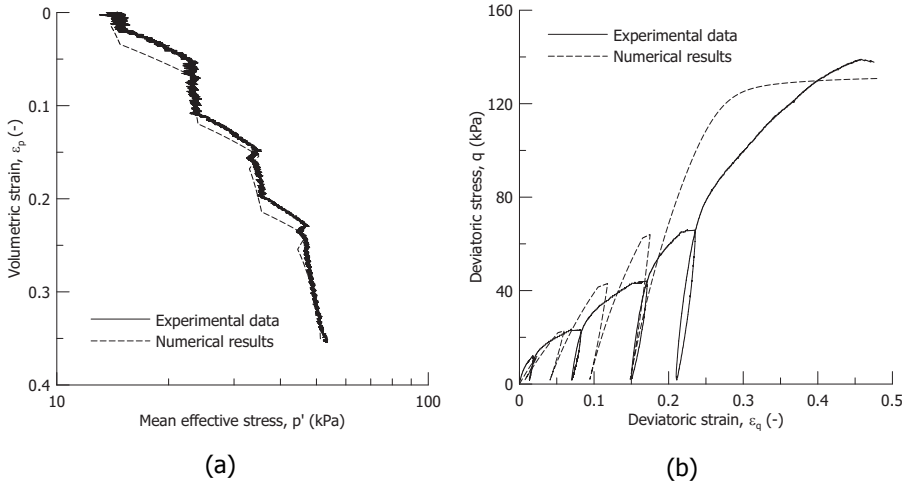 0
0.1
0.2
0.3
0.4
Volumetric strain, εp (-)
Experimental data
Numerical results
10
100
Mean effective stress, p' (kPa)
(a)
160
120
80
40
0
Deviatoric stress, q (kPa)
Experimental data
Numerical results
0
0.1
0.2
0.3
0.4
0.5
Deviatoric strain, εq (-)
(b)